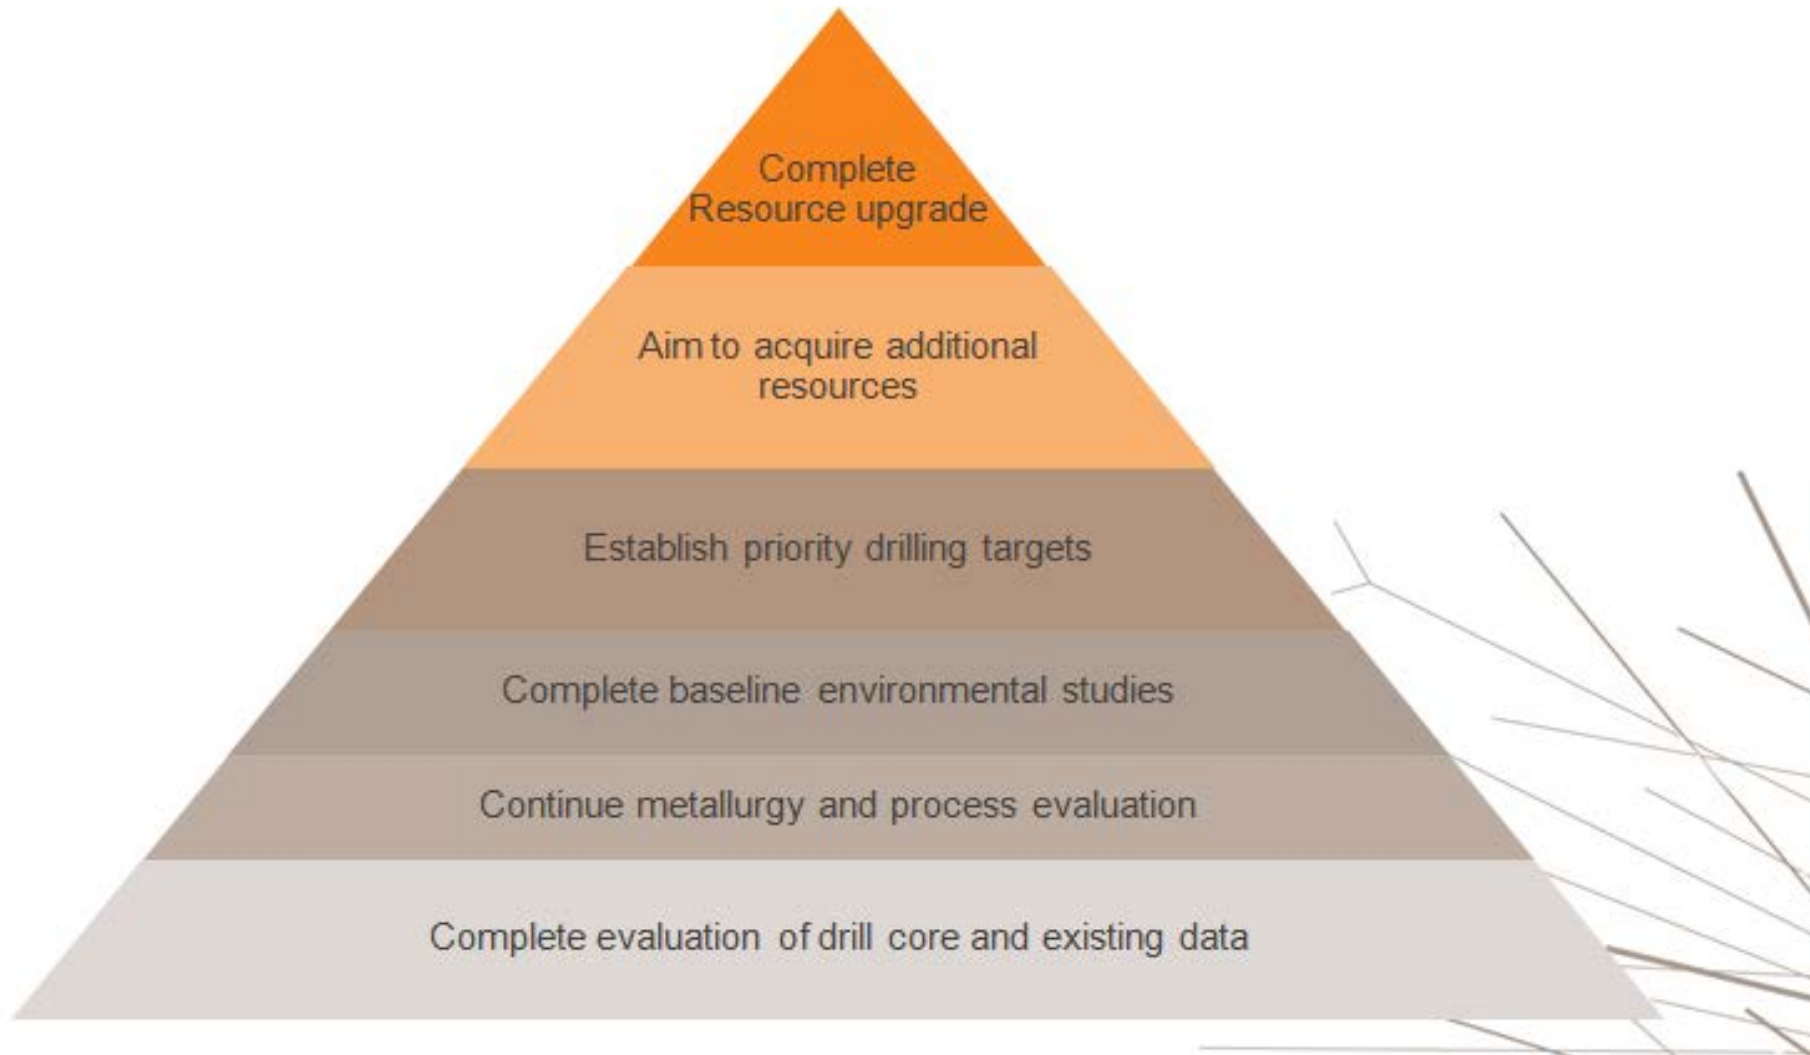 Complete
Resource upgrade
Aim to acquire additional
resources
Establish priority drilling targets
Complete baseline environmental studies
Continue metallurgy and process evaluation
Complete evaluation of drill core and existing data